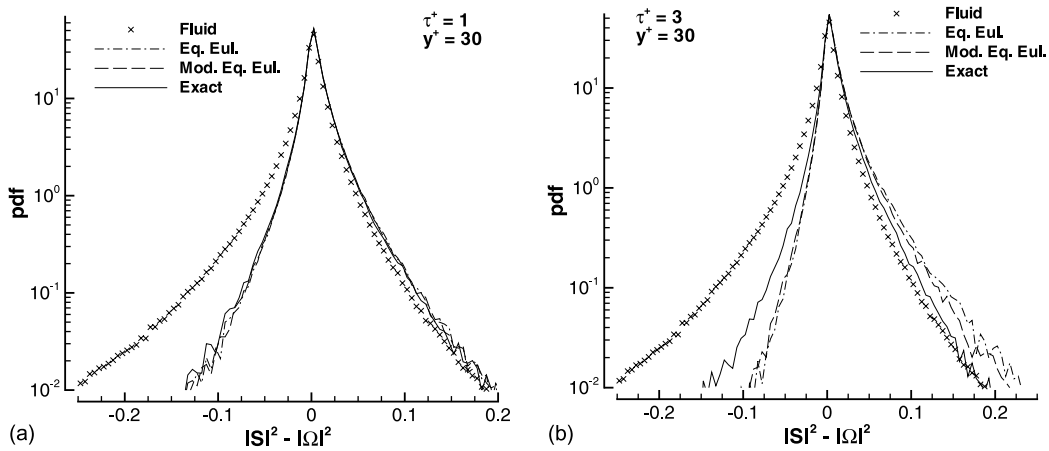 τ⁺ = 1
y⁺ = 30
Fluid
Eq. Eul.
Mod. Eq. Eul.
Exact
pdf
10¹
10⁰
10⁻¹
10⁻²
-0.2 -0.1 0 0.1 0.2
(a) |S|² - |Ω|²
τ⁺ = 3
y⁺ = 30
Fluid
Eq. Eul.
Mod. Eq. Eul.
Exact
pdf
10¹
10⁰
10⁻¹
10⁻²
-0.2 -0.1 0 0.1 0.2
(b) |S|² - |Ω|²